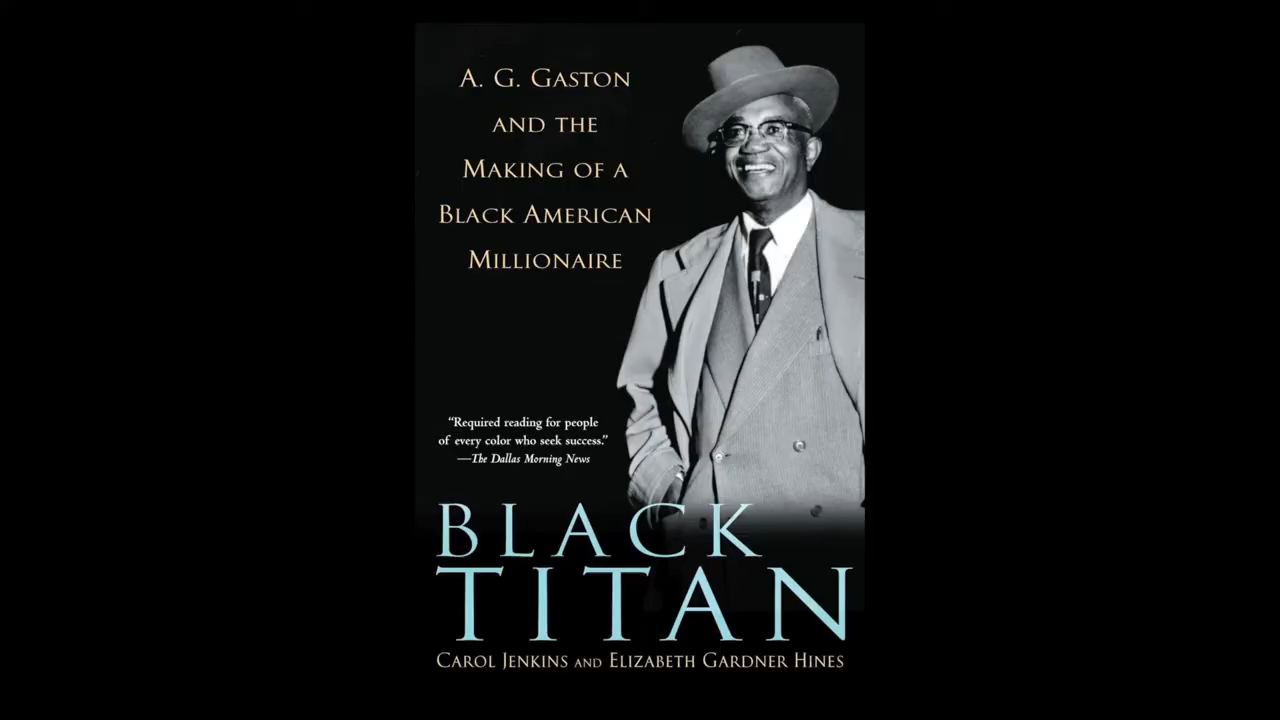 A. G. GASTON
AND THE
MAKING OF A
BLACK AMERICAN
MILLIONAIRE
“Required reading for people
of every color who seek success.”
—The Dallas Morning News
BLACK
TITAN
CAROL JENKINS AND ELIZABETH GARDNER HINES